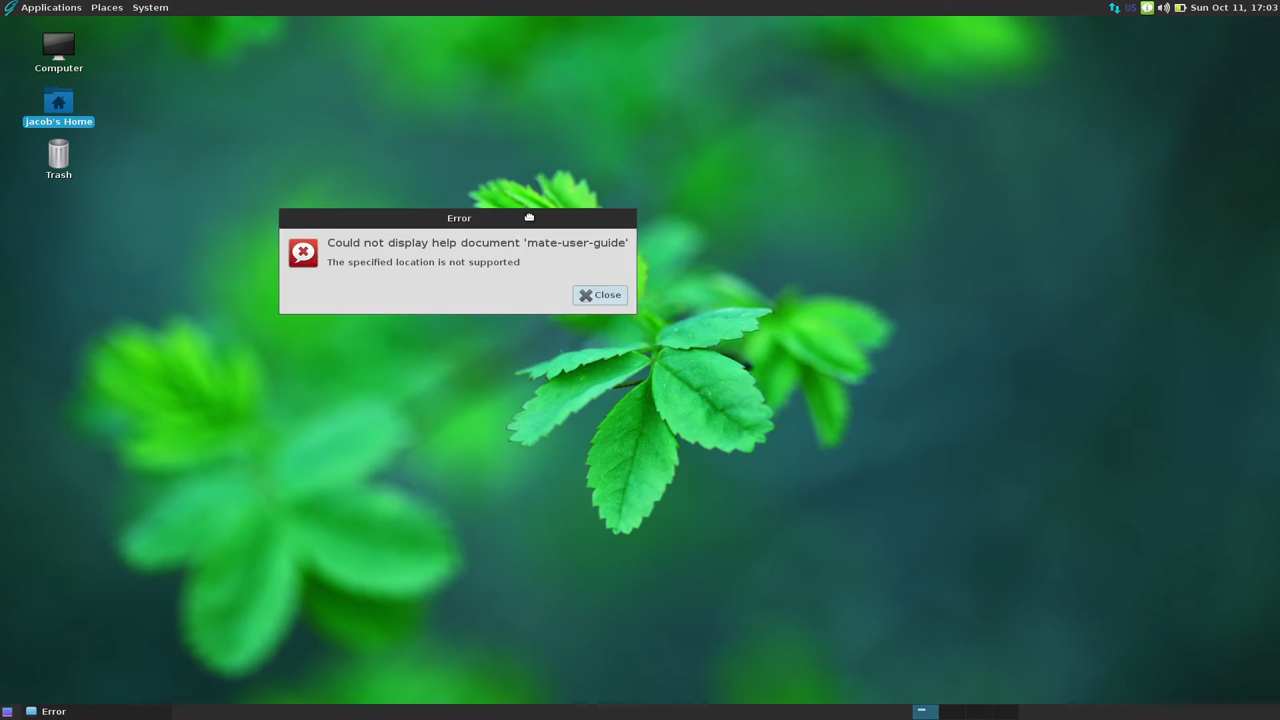 Applications Places System
US Sun Oct 11, 17:03
Computer
Jacob's Home
Trash
Error
Could not display help document 'mate-user-guide'
The specified location is not supported
Close
Error